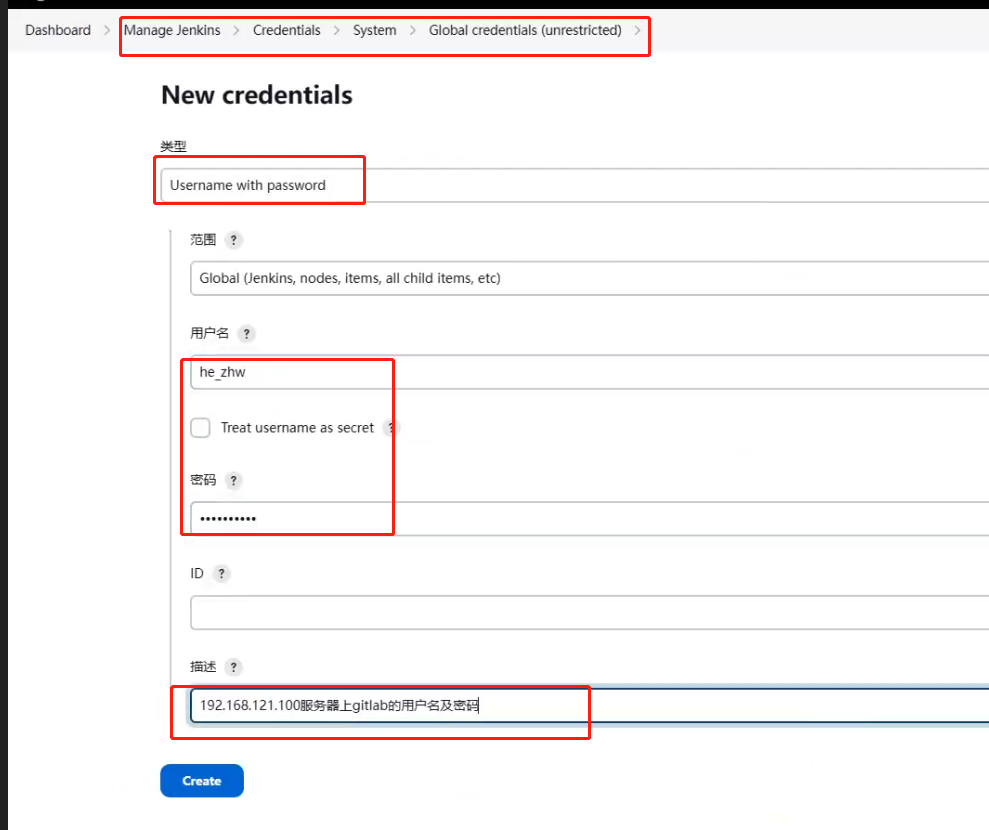 Dashboard > Manage Jenkins > Credentials > System > Global credentials (unrestricted) >
New credentials
类型
Username with password
范围 ?
Global (Jenkins, nodes, items, all child items, etc)
用户名 ?
he_zhw
Treat username as secret ?
密码 ?
••••••••••
ID ?
描述 ?
192.168.121.100服务器上gitlab的用户名及密码
Create